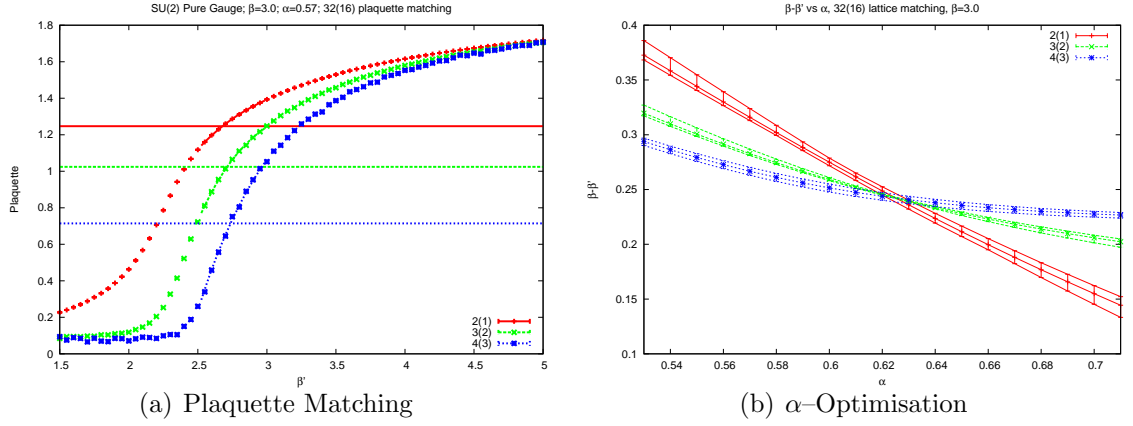 SU(2) Pure Gauge; β=3.0; α=0.57; 32(16) plaquette matching
1.8
1.6
1.4
1.2
1
0.8
0.6
0.4
0.2
0
Plaquette
2(1)
3(2)
4(3)
1.5 2 2.5 3 3.5 4 4.5 5
β'
(a) Plaquette Matching
β-β' vs α, 32(16) lattice matching, β=3.0
0.4
0.35
0.3
0.25
0.2
0.15
0.1
β-β'
2(1)
3(2)
4(3)
0.54 0.56 0.58 0.6 0.62 0.64 0.66 0.68 0.7
α
(b) α–Optimisation